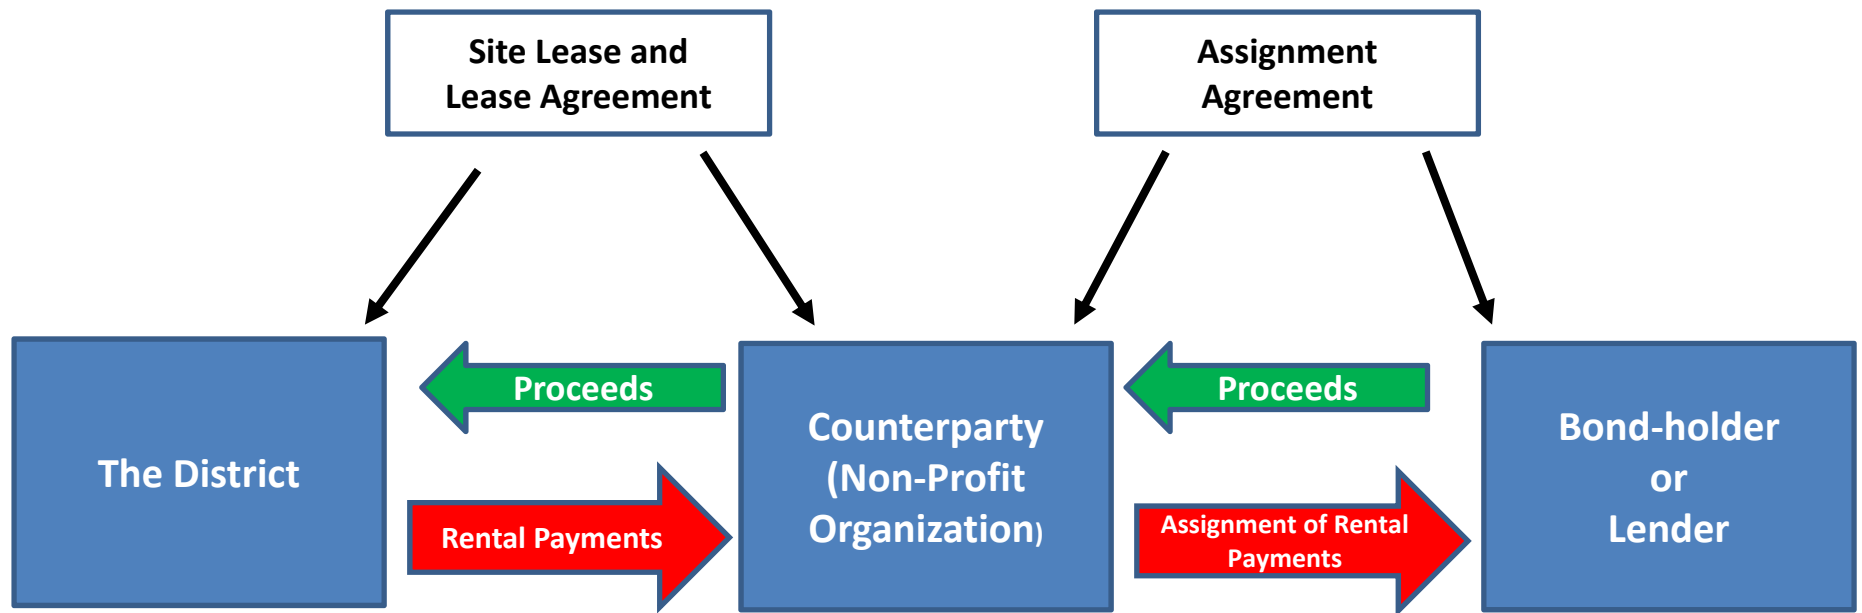 Site Lease and
Lease Agreement
Assignment
Agreement
The District
Proceeds
Rental Payments
Counterparty
(Non-Profit
Organization)
Proceeds
Assignment of Rental
Payments
Bond-holder
or
Lender